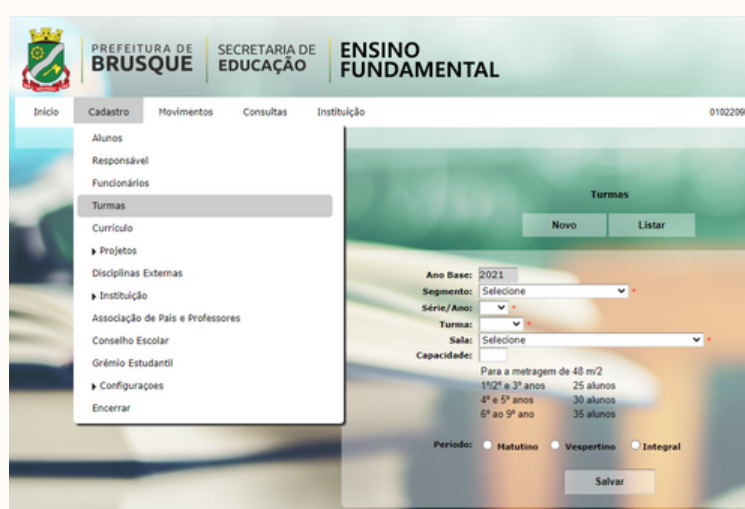 PREFEITURA DE
BRUSQUE
SECRETARIA DE
EDUCAÇÃO
ENSINO
FUNDAMENTAL
Início Cadastro Movimentos Consultas Instituição 0102209
Alunos
Responsável
Funcionários
Turmas
Currículo
Projetos
Disciplinas Externas
Instituição
Associação de Pais e Professores
Conselho Escolar
Grêmio Estudantil
Configuraçoes
Encerrar
Turmas
Novo Listar
Ano Base: 2021
Segmento: Selecione *
Série/Ano: *
Turma: *
Sala: Selecione *
Capacidade:
Para a metragem de 48 m/2
1º/2º e 3º anos 25 alunos
4º e 5º anos 30 alunos
6º ao 9º ano 35 alunos
Período: Matutino Vespertino Integral
Salvar